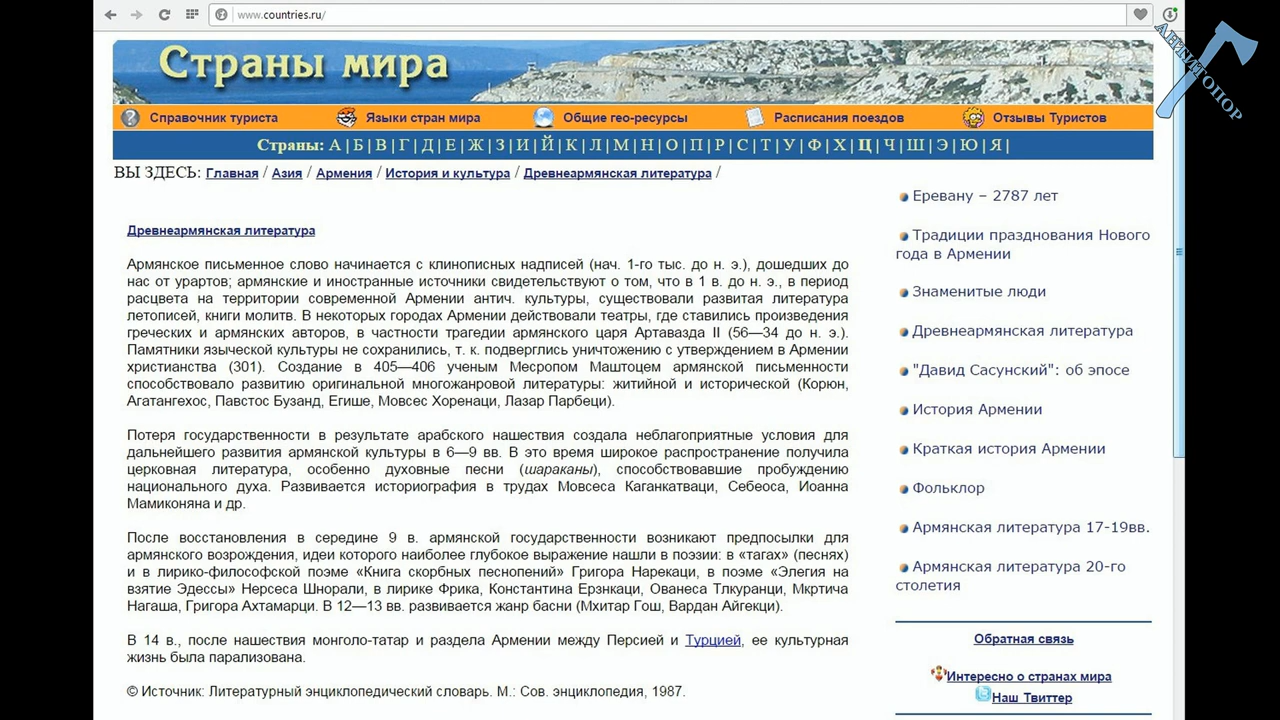 www.countries.ru/
АНТИТОПОР
Страны мира
Справочник туриста
Языки стран мира
Общие гео-ресурсы
Расписания поездов
Отзывы Туристов
Страны: А | Б | В | Г | Д | Е | Ж | З | И | Й | К | Л | М | Н | О | П | Р | С | Т | У | Ф | Х | Ц | Ч | Ш | Э | Ю | Я |
ВЫ ЗДЕСЬ: Главная / Азия / Армения / История и культура / Древнеармянская литература /
Древнеармянская литература
Армянское письменное слово начинается с клинописных надписей (нач. 1-го тыс. до н. э.), дошедших до
нас от урартов; армянские и иностранные источники свидетельствуют о том, что в 1 в. до н. э., в период
расцвета на территории современной Армении антич. культуры, существовали развитая литература
летописей, книги молитв. В некоторых городах Армении действовали театры, где ставились произведения
греческих и армянских авторов, в частности трагедии армянского царя Артавазда II (56—34 до н. э.).
Памятники языческой культуры не сохранились, т. к. подверглись уничтожению с утверждением в Армении
христианства (301). Создание в 405—406 ученым Месропом Маштоцем армянской письменности
способствовало развитию оригинальной многожанровой литературы: житийной и исторической (Корюн,
Агатангехос, Павстос Бузанд, Егише, Мовсес Хоренаци, Лазар Парбеци).
Потеря государственности в результате арабского нашествия создала неблагоприятные условия для
дальнейшего развития армянской культуры в 6—9 вв. В это время широкое распространение получила
церковная литература, особенно духовные песни (шараканы), способствовавшие пробуждению
национального духа. Развивается историография в трудах Мовсеса Каганкатваци, Себеоса, Иоанна
Мамиконяна и др.
После восстановления в середине 9 в. армянской государственности возникают предпосылки для
армянского возрождения, идеи которого наиболее глубокое выражение нашли в поэзии: в «тагах» (песнях)
и в лирико-философской поэме «Книга скорбных песнопений» Григора Нарекаци, в поэме «Элегия на
взятие Эдессы» Нерсеса Шнорали, в лирике Фрика, Константина Ерзнкаци, Ованеса Тлкуранци, Мкртича
Нагаша, Григора Ахтамарци. В 12—13 вв. развивается жанр басни (Мхитар Гош, Вардан Айгекци).
В 14 в., после нашествия монголо-татар и раздела Армении между Персией и Турцией, ее культурная
жизнь была парализована.
© Источник: Литературный энциклопедический словарь. М.: Сов. энциклопедия, 1987.
Еревану – 2787 лет
Традиции празднования Нового
года в Армении
Знаменитые люди
Древнеармянская литература
"Давид Сасунский": об эпосе
История Армении
Краткая история Армении
Фольклор
Армянская литература 17-19вв.
Армянская литература 20-го
столетия
Обратная связь
Интересно о странах мира
Наш Твиттер